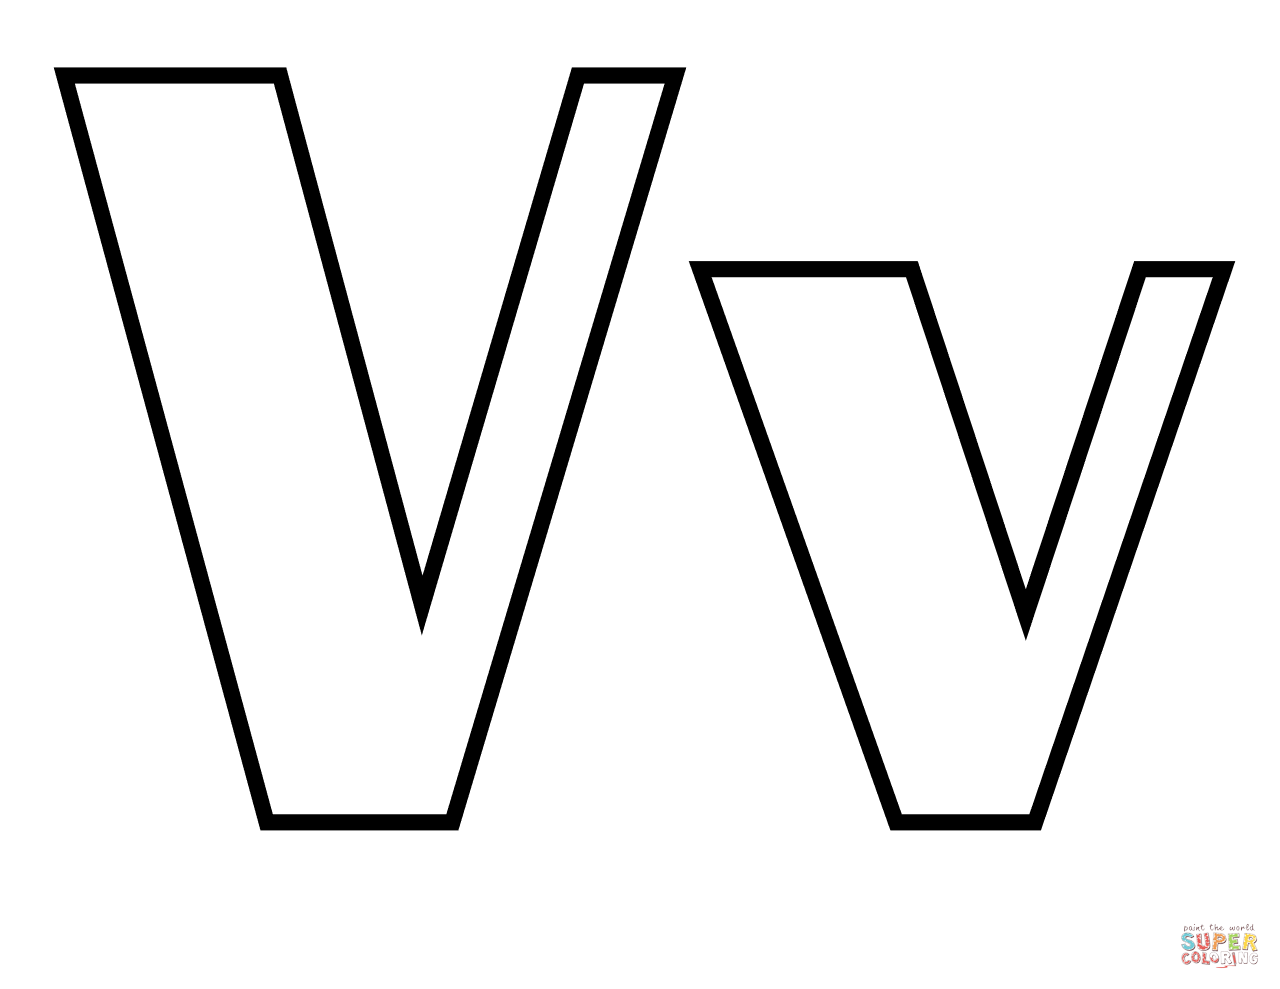 Vv
paint the world
SUPER
COLORING